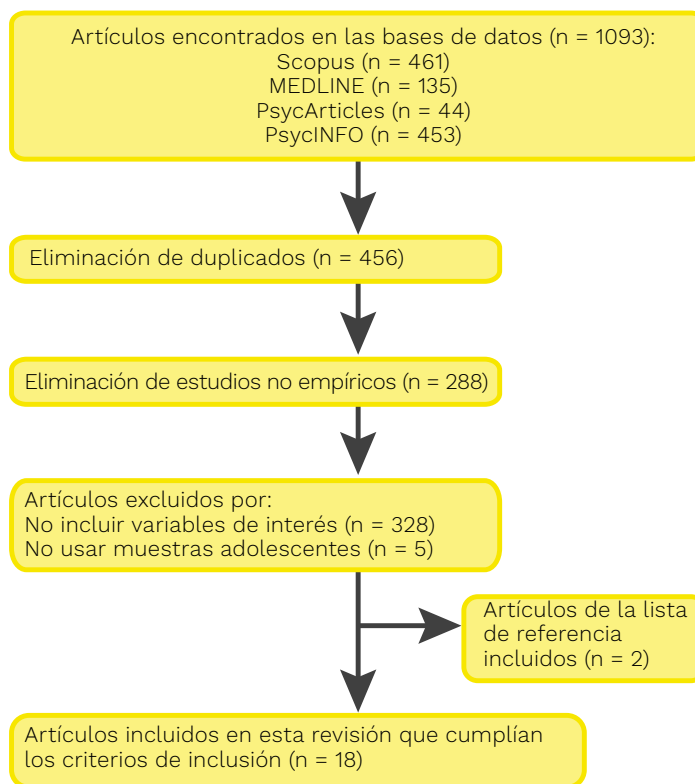 Artículos encontrados en las bases de datos (n = 1093):
Scopus (n = 461)
MEDLINE (n = 135)
PsycArticles (n = 44)
PsycINFO (n = 453)
Eliminación de duplicados (n = 456)
Eliminación de estudios no empíricos (n = 288)
Artículos excluidos por:
No incluir variables de interés (n = 328)
No usar muestras adolescentes (n = 5)
Artículos de la lista
de referencia
incluidos (n = 2)
Artículos incluidos en esta revisión que cumplían
los criterios de inclusión (n = 18)